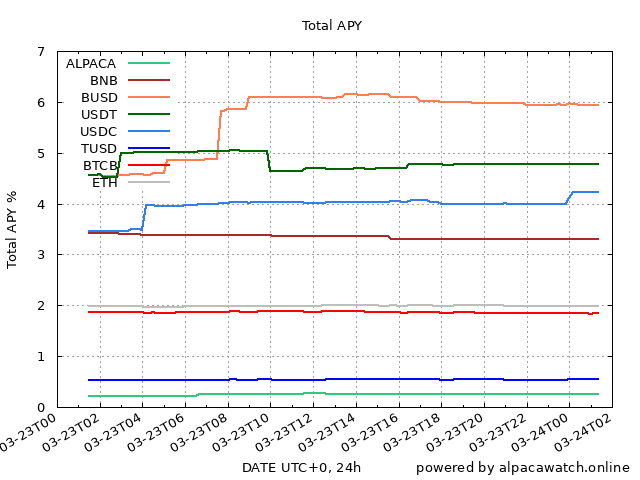 Total APY
Total APY %
7
6
5
4
3
2
1
0
ALPACA
BNB
BUSD
USDT
USDC
TUSD
BTCB
ETH
03-23T00
03-23T02
03-23T04
03-23T06
03-23T08
03-23T10
03-23T12
03-23T14
03-23T16
03-23T18
03-23T20
03-23T22
03-24T00
03-24T02
DATE UTC+0, 24h
powered by alpacawatch.online